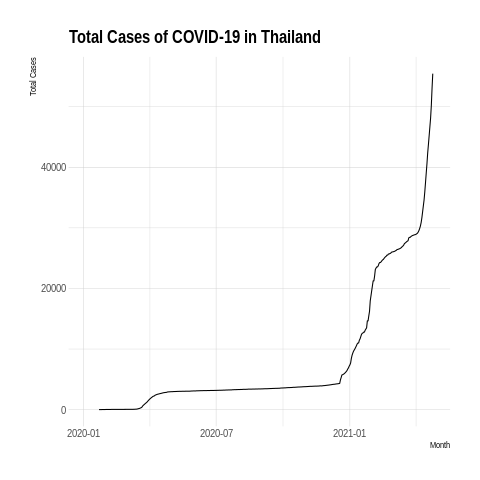 Total Cases of COVID-19 in Thailand
Total Cases
40000
20000
0
2020-01
2020-07
2021-01
Month